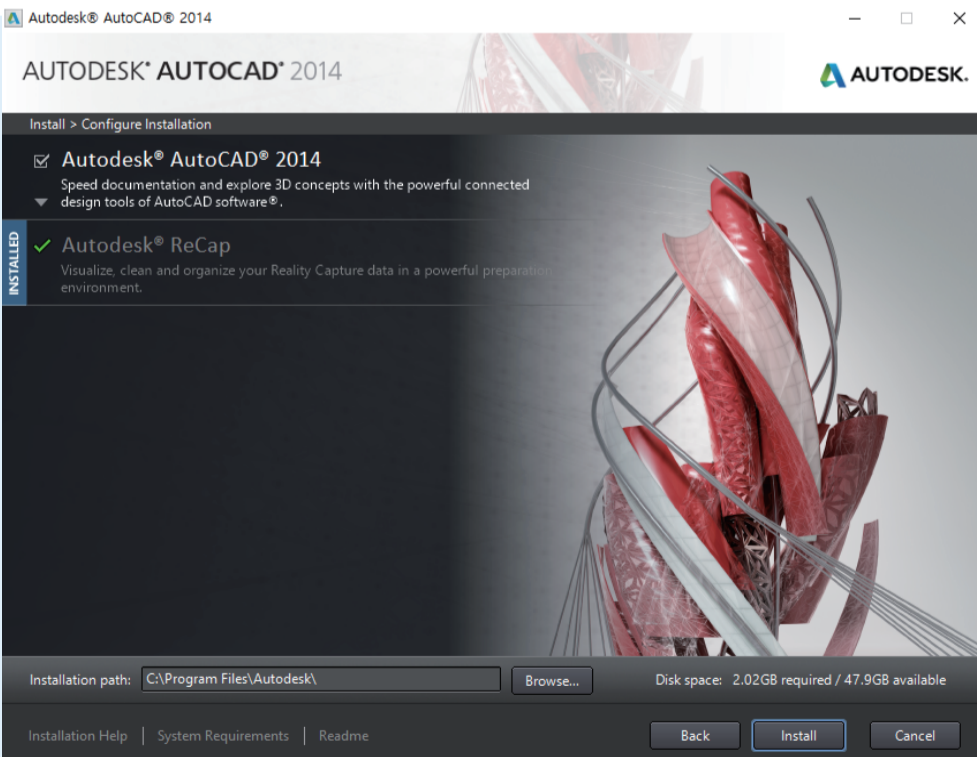 Autodesk® AutoCAD® 2014
AUTODESK® AUTOCAD® 2014
AUTODESK.
Install > Configure Installation
Autodesk® AutoCAD® 2014
Speed documentation and explore 3D concepts with the powerful connected
design tools of AutoCAD software®.
INSTALLED
Autodesk® ReCap
Visualize, clean and organize your Reality Capture data in a powerful preparation
environment.
Installation path: C:\Program Files\Autodesk\ Browse... Disk space: 2.02GB required / 47.9GB available
Installation Help | System Requirements | Readme Back Install Cancel